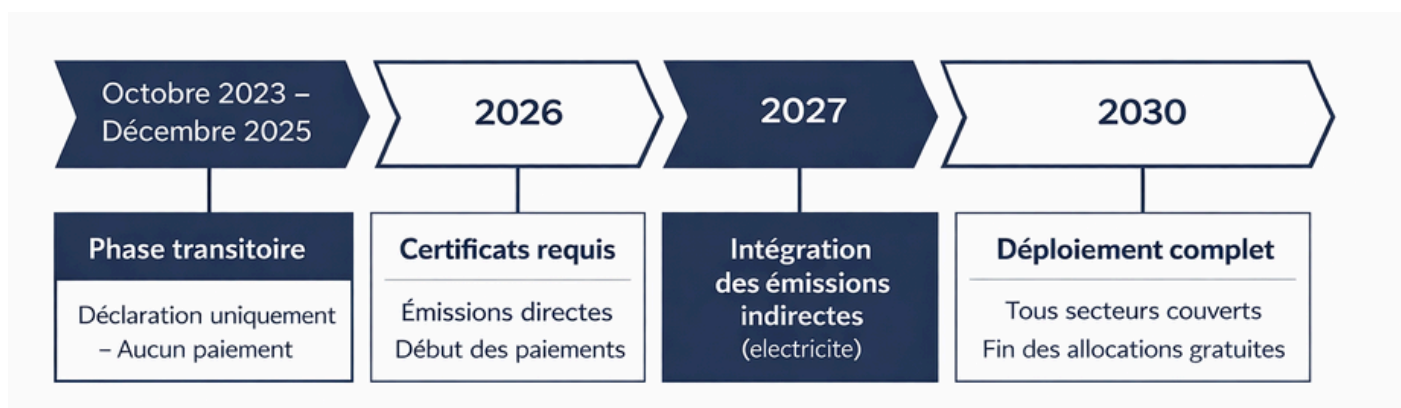 Octobre 2023 –
Décembre 2025
2026
2027
2030
Phase transitoire
Déclaration uniquement
– Aucun paiement
Certificats requis
Émissions directes
Début des paiements
Intégration
des émissions
indirectes
(electricite)
Déploiement complet
Tous secteurs couverts
Fin des allocations gratuites